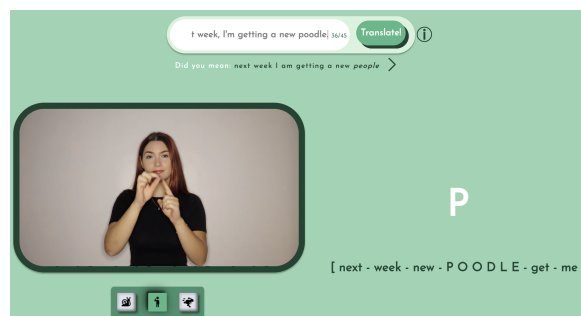 t week, I'm getting a new poodle 36/45 Translate!
Did you mean: next week I am getting a new people
P
[ next - week - new - P O O D L E - get - me